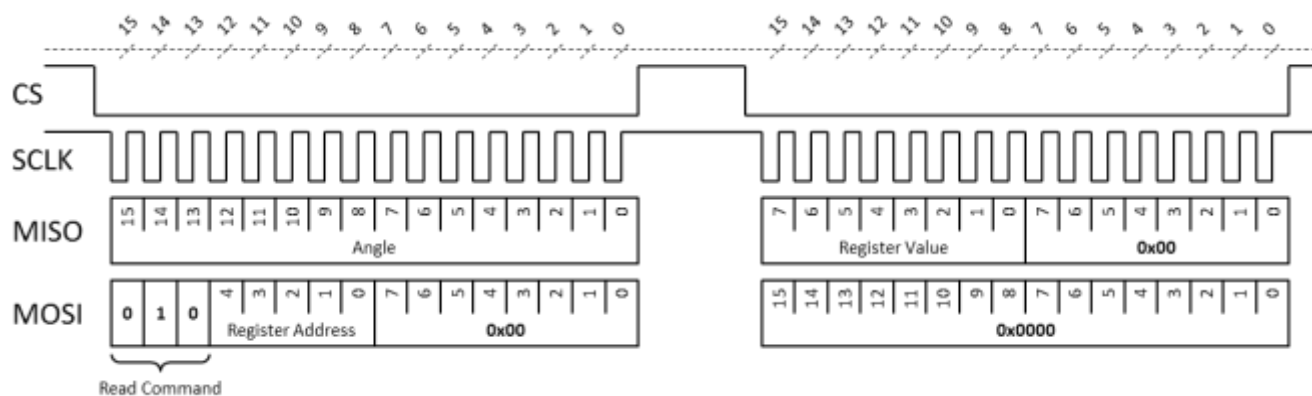 15 14 13 12 11 10 9 8 7 6 5 4 3 2 1 0 15 14 13 12 11 10 9 8 7 6 5 4 3 2 1 0
CS
SCLK
MISO 15 14 13 12 11 10 9 8 7 6 5 4 3 2 1 0 7 6 5 4 3 2 1 0 7 6 5 4 3 2 1 0
Angle Register Value 0x00
MOSI 0 1 0 4 3 2 1 0 7 6 5 4 3 2 1 0 15 14 13 12 11 10 9 8 7 6 5 4 3 2 1 0
Register Address 0x00 0x0000
Read Command